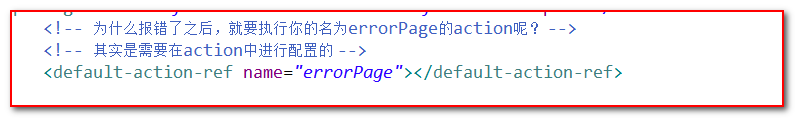 <!-- 为什么报错了之后，就要执行你的名为errorPage的action呢？ -->
<!-- 其实是需要在action中进行配置的 -->
<default-action-ref name="errorPage"></default-action-ref>